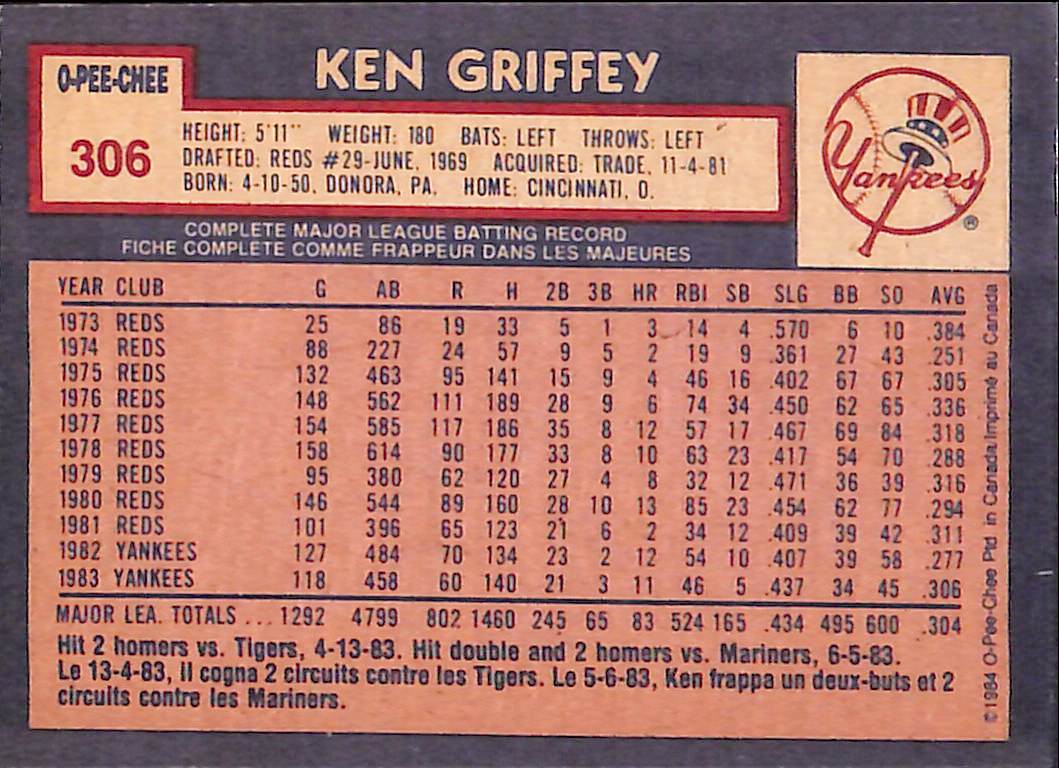 O-PEE-CHEE
306
KEN GRIFFEY
HEIGHT: 5'11" WEIGHT: 180 BATS: LEFT THROWS: LEFT
DRAFTED: REDS #29-JUNE, 1969 ACQUIRED: TRADE, 11-4-81
BORN: 4-10-50, DONORA, PA. HOME: CINCINNATI, O.
Yankees
®
COMPLETE MAJOR LEAGUE BATTING RECORD
FICHE COMPLETE COMME FRAPPEUR DANS LES MAJEURES
YEAR CLUB G AB R H 2B 3B HR RBI SB SLG BB SO AVG
1973 REDS 25 86 19 33 5 1 3 14 4 .570 6 10 .384
1974 REDS 88 227 24 57 9 5 2 19 9 .361 27 43 .251
1975 REDS 132 463 95 141 15 9 4 46 16 .402 67 67 .305
1976 REDS 148 562 111 189 28 9 6 74 34 .450 62 65 .336
1977 REDS 154 585 117 186 35 8 12 57 17 .467 69 84 .318
1978 REDS 158 614 90 177 33 8 10 63 23 .417 54 70 .288
1979 REDS 95 380 62 120 27 4 8 32 12 .471 36 39 .316
1980 REDS 146 544 89 160 28 10 13 85 23 .454 62 77 .294
1981 REDS 101 396 65 123 21 6 2 34 12 .409 39 42 .311
1982 YANKEES 127 484 70 134 23 2 12 54 10 .407 39 58 .277
1983 YANKEES 118 458 60 140 21 3 11 46 5 .437 34 45 .306
MAJOR LEA. TOTALS ... 1292 4799 802 1460 245 65 83 524 165 .434 495 600 .304
Hit 2 homers vs. Tigers, 4-13-83. Hit double and 2 homers vs. Mariners, 6-5-83.
Le 13-4-83, il cogna 2 circuits contre les Tigers. Le 5-6-83, Ken frappa un deux-buts et 2
circuits contre les Mariners.
©1984 O-Pee-Chee Ptd in Canada/Imprimé au Canada